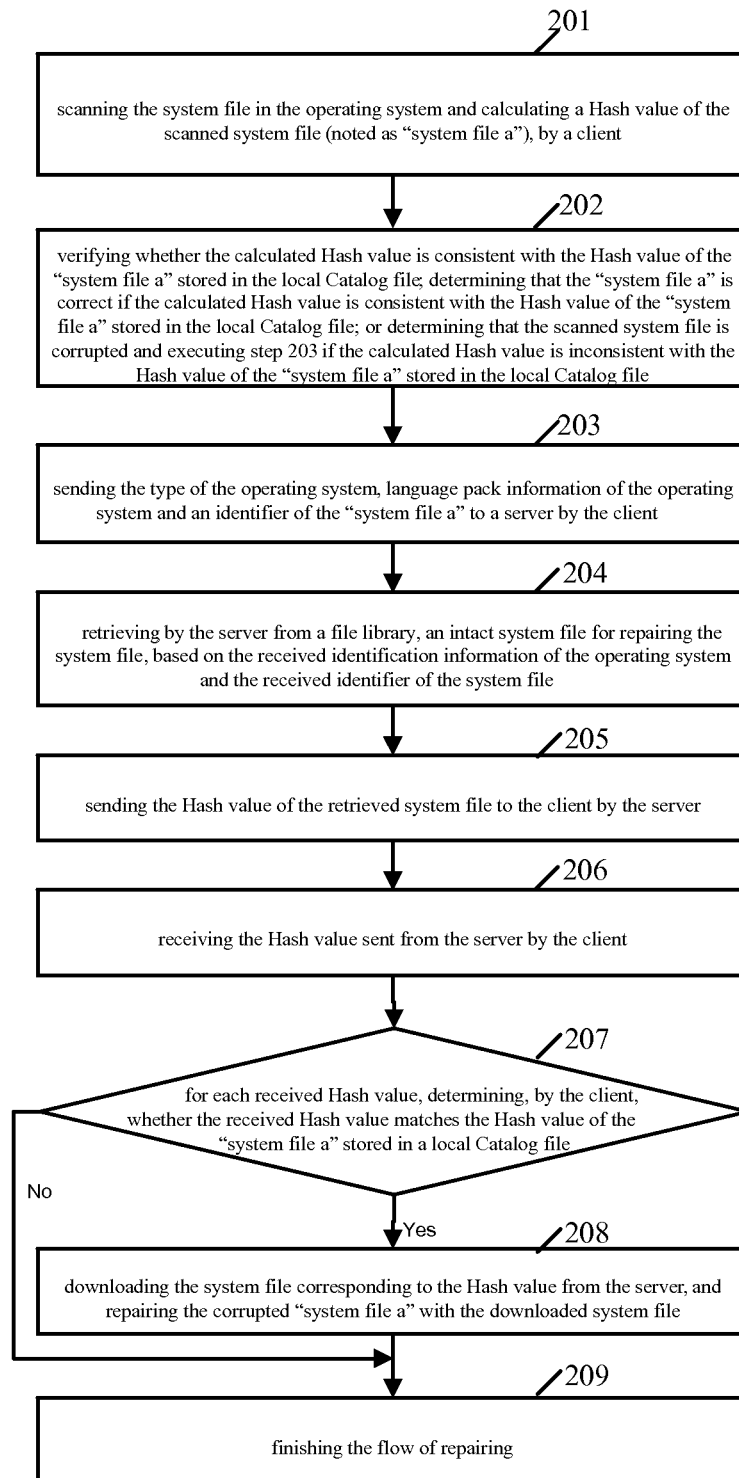 201
scanning the system file in the operating system and calculating a Hash value of the
scanned system file (noted as “system file a”), by a client
202
verifying whether the calculated Hash value is consistent with the Hash value of the
“system file a” stored in the local Catalog file; determining that the “system file a” is
correct if the calculated Hash value is consistent with the Hash value of the “system
file a” stored in the local Catalog file; or determining that the scanned system file is
corrupted and executing step 203 if the calculated Hash value is inconsistent with the
Hash value of the “system file a” stored in the local Catalog file
203
sending the type of the operating system, language pack information of the operating
system and an identifier of the “system file a” to a server by the client
204
retrieving by the server from a file library, an intact system file for repairing the
system file, based on the received identification information of the operating system
and the received identifier of the system file
205
sending the Hash value of the retrieved system file to the client by the server
206
receiving the Hash value sent from the server by the client
207
for each received Hash value, determining, by the client,
whether the received Hash value matches the Hash value of the
“system file a” stored in a local Catalog file
No
Yes
208
downloading the system file corresponding to the Hash value from the server, and
repairing the corrupted “system file a” with the downloaded system file
209
finishing the flow of repairing